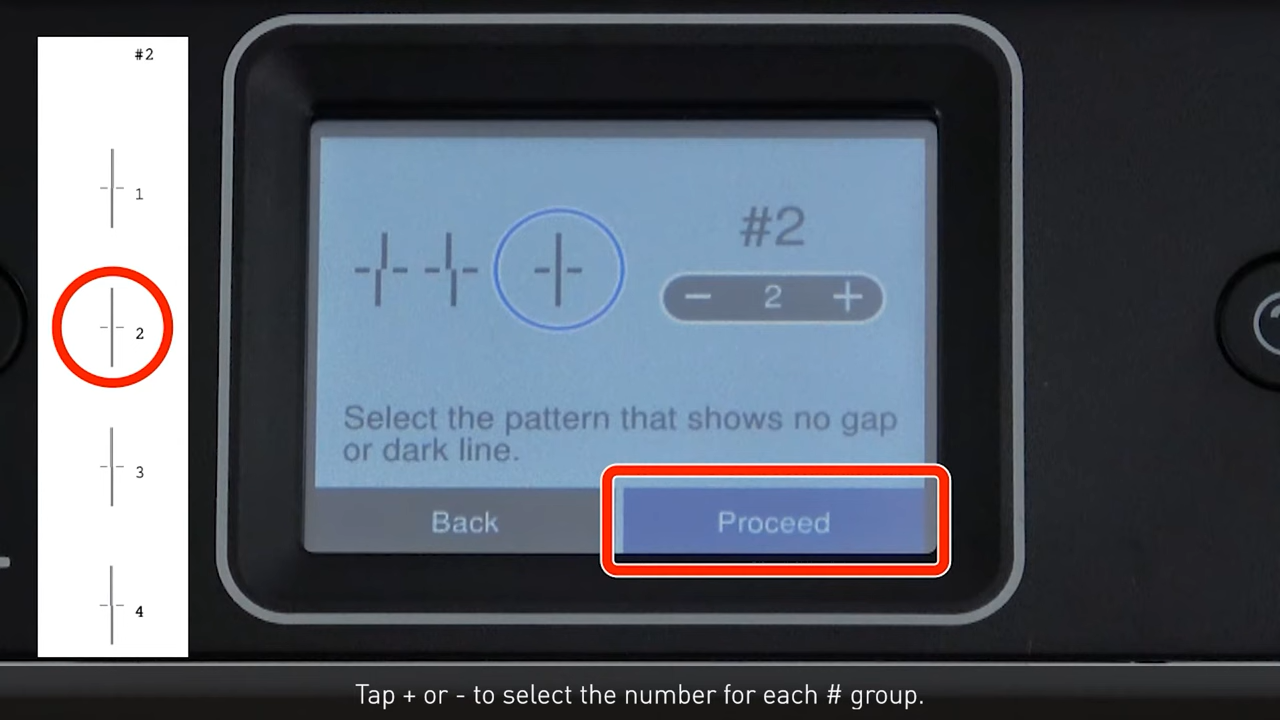 #2
1
2
3
4
#2
− 2 +
Select the pattern that shows no gap
or dark line.
Back
Proceed
Tap + or - to select the number for each # group.